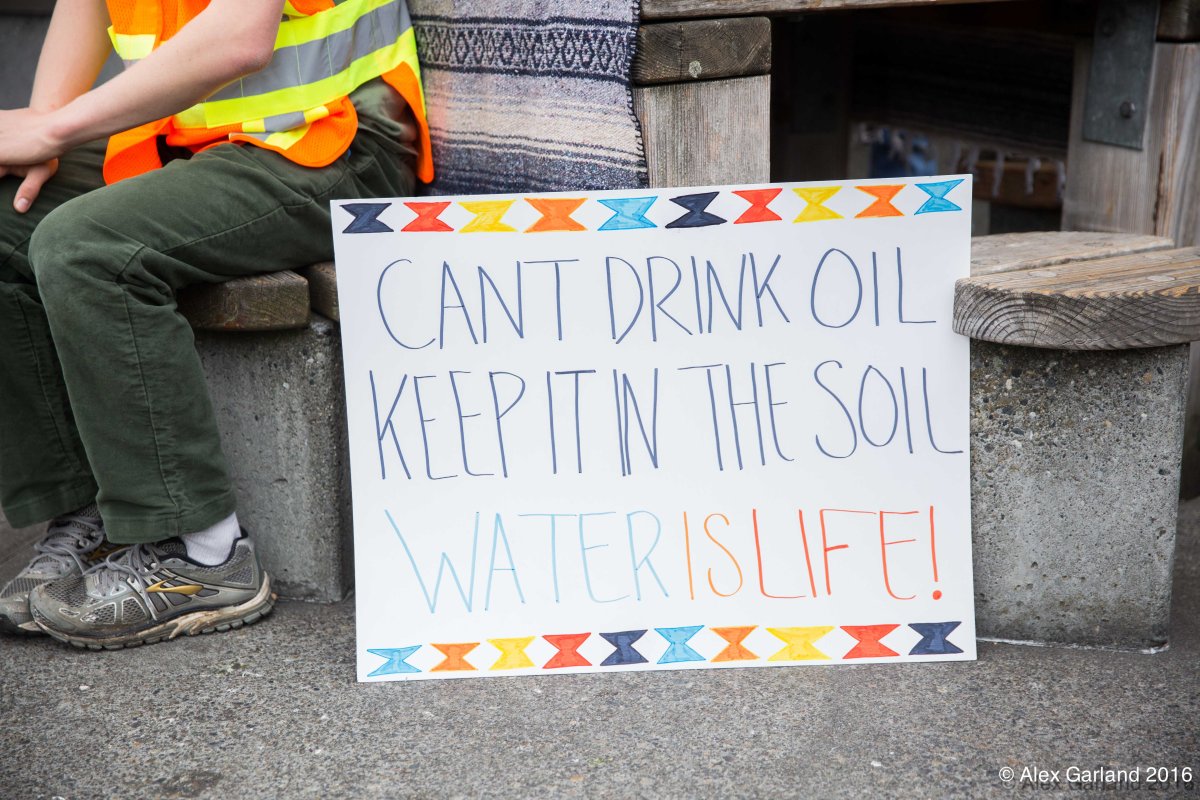 CANT DRINK OIL
KEEP IT IN THE SOIL
WATER IS LIFE!
© Alex Garland 2016